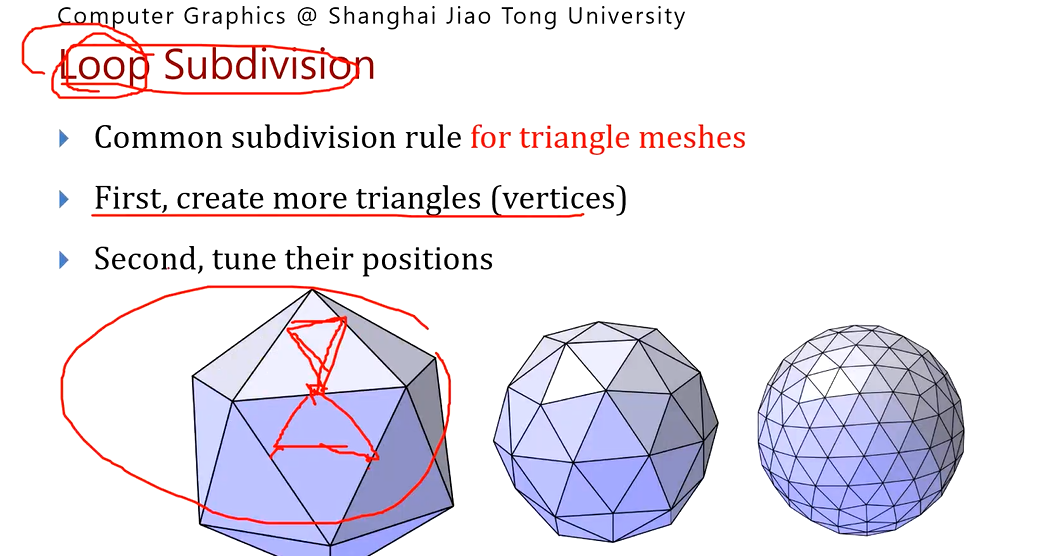 Computer Graphics @ Shanghai Jiao Tong University
Loop Subdivision
Common subdivision rule for triangle meshes
First, create more triangles (vertices)
Second, tune their positions